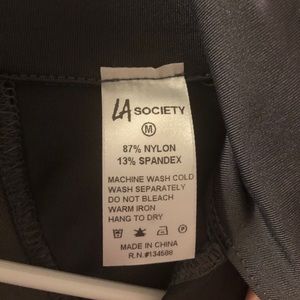 LA SOCIETY
M
87% NYLON
13% SPANDEX
MACHINE WASH COLD
WASH SEPARATELY
DO NOT BLEACH
WARM IRON
HANG TO DRY
MADE IN CHINA
R.N.#134588